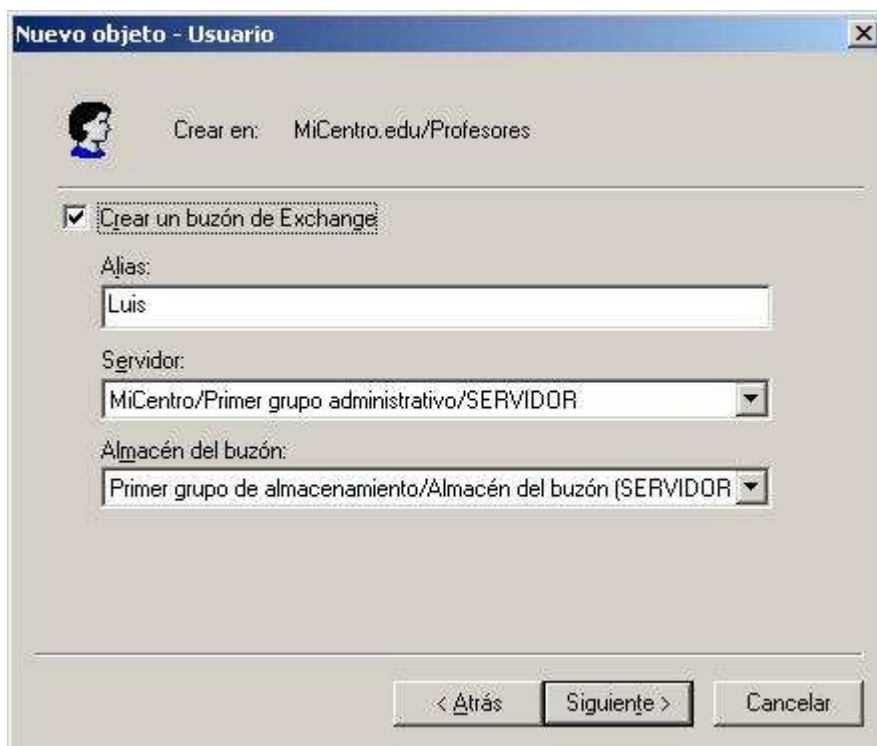 Nuevo objeto - Usuario
Crear en: MiCentro.edu/Profesores
Crear un buzón de Exchange
Alias:
Luis
Servidor:
MiCentro/Primer grupo administrativo/SERVIDOR
Almacén del buzón:
Primer grupo de almacenamiento/Almacén del buzón (SERVIDOR
< Atrás Siguiente > Cancelar